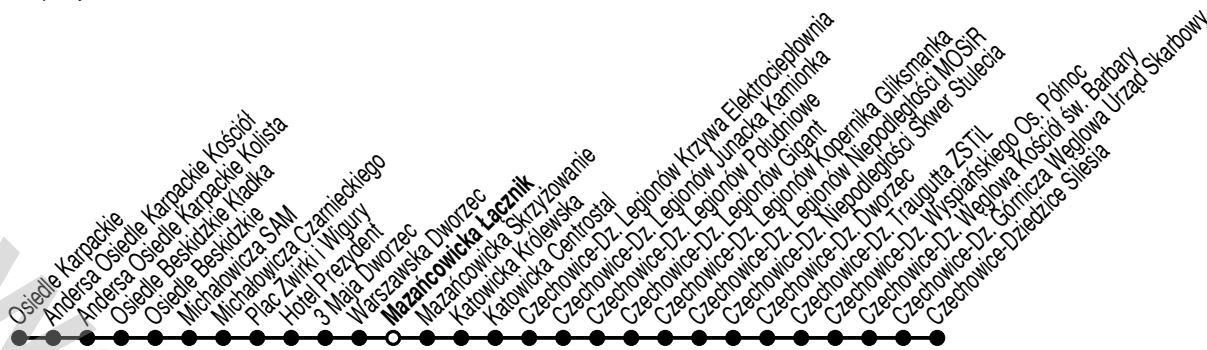 Osiedle Karpackie
Andersa Osiedle Karpackie Kościół
Andersa Osiedle Karpackie Kolista
Osiedle Beskidzkie Kładka
Osiedle Beskidzkie
Michałowicza SAM
Michałowicza Czarnieckiego
Plac Żwirki i Wigury
Hotel Prezydent
3 Maja Dworzec
Warszawska Dworzec
Mazańcowicka Łącznik
Mazańcowicka Skrzyżowanie
Katowicka Królewska
Katowicka Centrostal
Czechowice-Dz. Legionów Krzywa Elektrociepłownia
Czechowice-Dz. Legionów Junacka Kamionka
Czechowice-Dz. Legionów Południowe
Czechowice-Dz. Legionów Gigant
Czechowice-Dz. Legionów Kopernika Gliksmanka
Czechowice-Dz. Legionów Niepodległości MOSiR
Czechowice-Dz. Niepodległości Skwer Stulecia
Czechowice-Dz. Dworzec
Czechowice-Dz. Traugutta ZSTiL
Czechowice-Dz. Wyspiańskiego Os. Północ
Czechowice-Dz. Węglowa Kościół św. Barbary
Czechowice-Dz. Górnicza Węglowa Urząd Skarbowy
Czechowice-Dziedzice Silesia